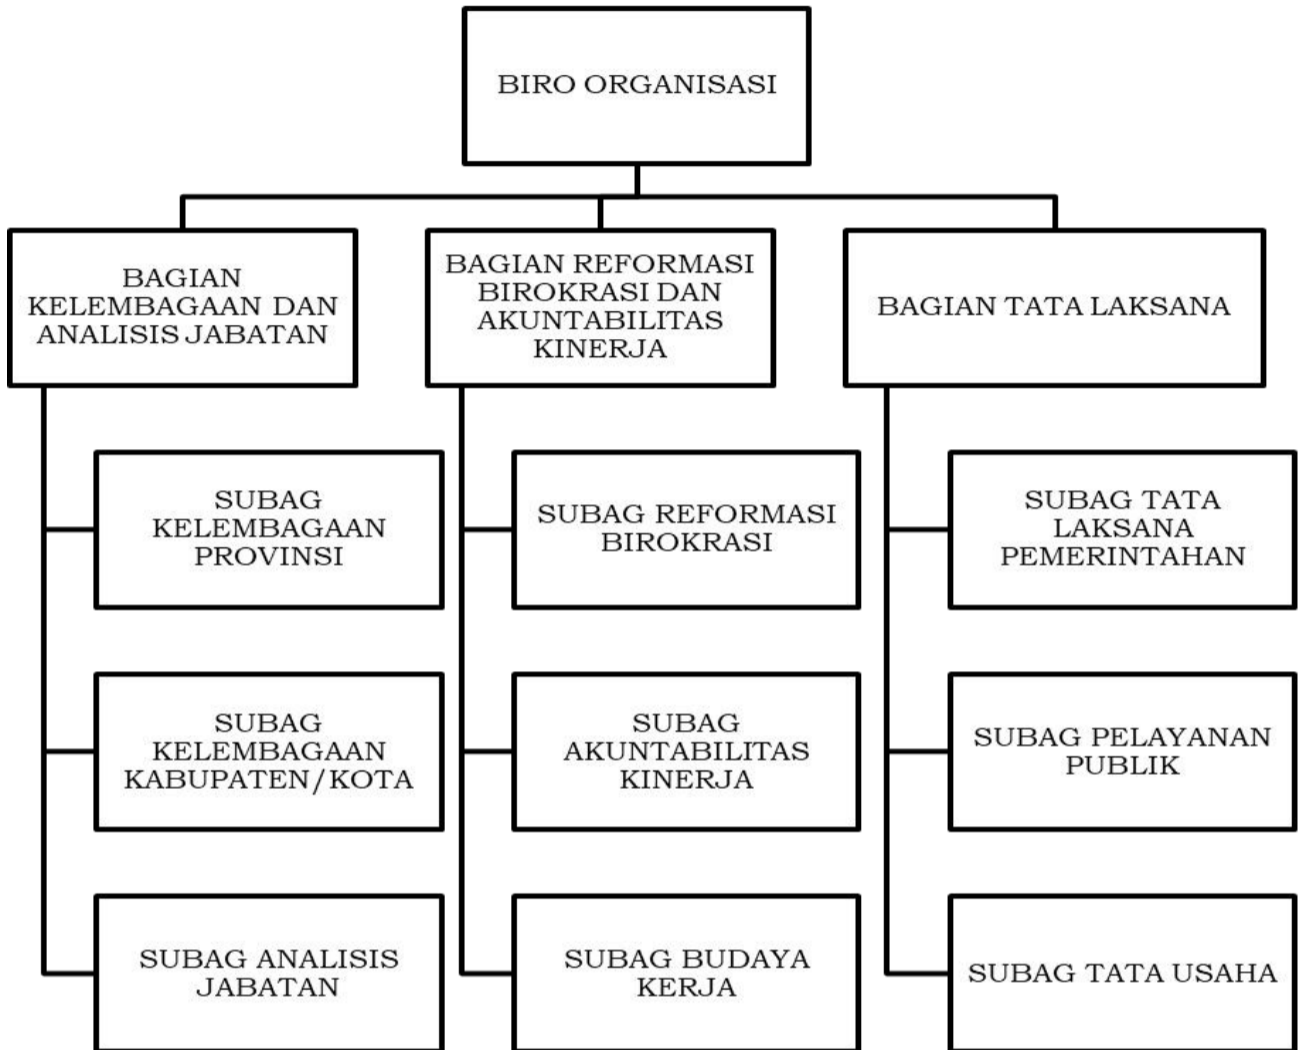 BIRO ORGANISASI
BAGIAN
KELEMBAGAAN DAN
ANALISIS JABATAN
BAGIAN REFORMASI
BIROKRASI DAN
AKUNTABILITAS
KINERJA
BAGIAN TATA LAKSANA
SUBAG
KELEMBAGAAN
PROVINSI
SUBAG REFORMASI
BIROKRASI
SUBAG TATA
LAKSANA
PEMERINTAHAN
SUBAG
KELEMBAGAAN
KABUPATEN/KOTA
SUBAG
AKUNTABILITAS
KINERJA
SUBAG PELAYANAN
PUBLIK
SUBAG ANALISIS
JABATAN
SUBAG BUDAYA
KERJA
SUBAG TATA USAHA